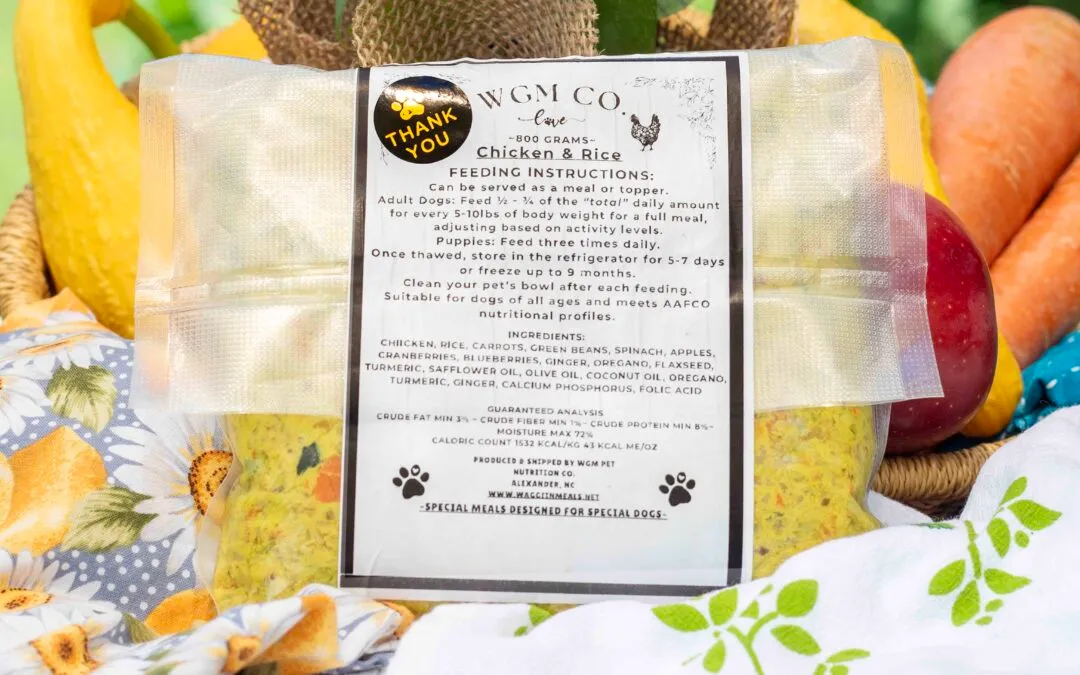 THANK
YOU
WGM CO.
love
~800 GRAMS~
Chicken & Rice
FEEDING INSTRUCTIONS:
Can be served as a meal or topper.
Adult Dogs: Feed ½ - ¾ of the "total" daily amount
for every 5-10lbs of body weight for a full meal,
adjusting based on activity levels.
Puppies: Feed three times daily.
Once thawed, store in the refrigerator for 5-7 days
or freeze up to 9 months.
Clean your pet's bowl after each feeding.
Suitable for dogs of all ages and meets AAFCO
nutritional profiles.
INGREDIENTS:
CHIICKEN, RICE, CARROTS, GREEN BEANS, SPINACH, APPLES,
CRANBERRIES, BLUEBERRIES, GINGER, OREGANO, FLAXSEED,
TURMERIC, SAFFLOWER OIL, OLIVE OIL, COCONUT OIL, OREGANO,
TURMERIC, GINGER, CALCIUM PHOSPHORUS, FOLIC ACID
GUARANTEED ANALYSIS
CRUDE FAT MIN 3% ~ CRUDE FIBER MIN 1%~ CRUDE PROTEIN MIN 8%~
MOISTURE MAX 72%
CALORIC COUNT 1532 KCAL/KG 43 KCAL ME/OZ
PRODUCED & SHIPPED BY WGM PET
NUTRITION CO.
ALEXANDER, NC
WWW.WAGGITNMEALS.NET
~SPECIAL MEALS DESIGNED FOR SPECIAL DOGS~